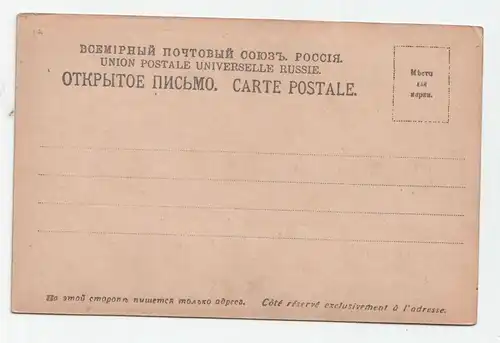 ВСЕМІРНЫЙ ПОЧТОВЫЙ СОЮЗЪ. РОССІЯ.
UNION POSTALE UNIVERSELLE RUSSIE.
ОТКРЫТОЕ ПИСЬМО. CARTE POSTALE.
Мѣсто
для
марки.
На этой сторонѣ пишется только адресъ. Côté réservé exclusivement à l'adresse.